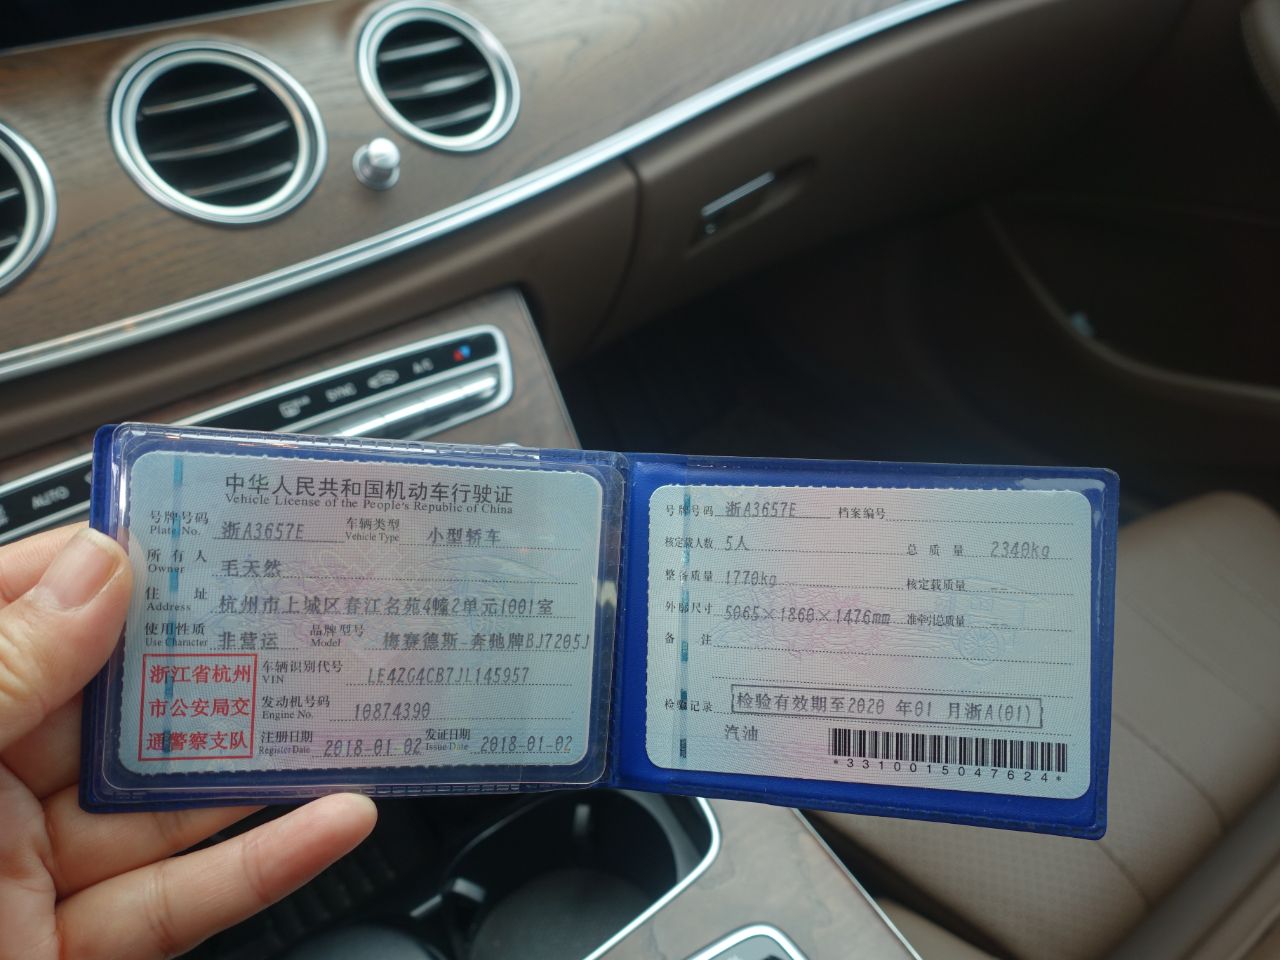 SYNC
A/C
AUTO
中华人民共和国机动车行驶证
Vehicle License of the People's Republic of China
号牌号码 浙A3657E 车辆类型 小型轿车
Plate No. Vehicle Type
所有人 毛天然
Owner
住址 杭州市上城区春江名苑4幢2单元1001室
Address
使用性质 非营运 品牌型号 梅赛德斯-奔驰牌BJ7205J
Use Character Model
浙江省杭州
市公安局交
通警察支队
车辆识别代号 LE4ZG4CB7JL145957
VIN
发动机号码 10874390
Engine No.
注册日期 2018-01-02 发证日期 2018-01-02
Register Date Issue Date
号牌号码 浙A3657E 档案编号
核定载人数 5人 总质量 2340kg
整备质量 1770kg 核定载质量 --
外廓尺寸 5065×1860×1476mm 准牵引总质量 --
备注
检验记录 检验有效期至2020年01月浙A(01)
汽油
*3310015047624*